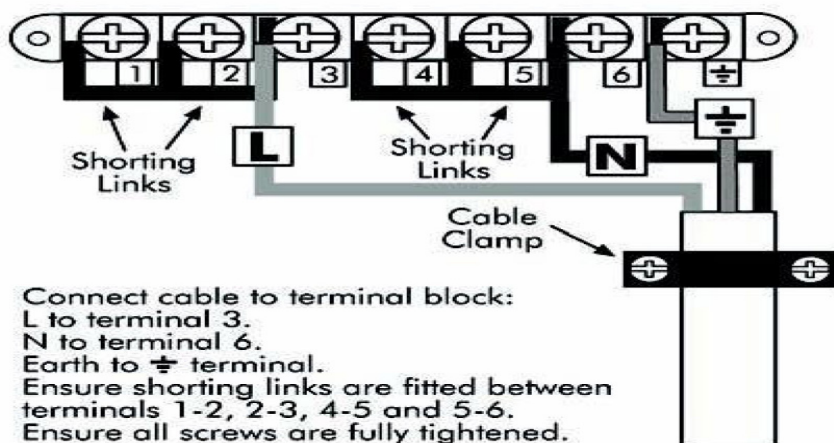 1 2 3 4 5 6 ⏚
Shorting Links
L
Shorting Links
N
⏚
Cable Clamp
Connect cable to terminal block:
L to terminal 3.
N to terminal 6.
Earth to ⏚ terminal.
Ensure shorting links are fitted between
terminals 1-2, 2-3, 4-5 and 5-6.
Ensure all screws are fully tightened.